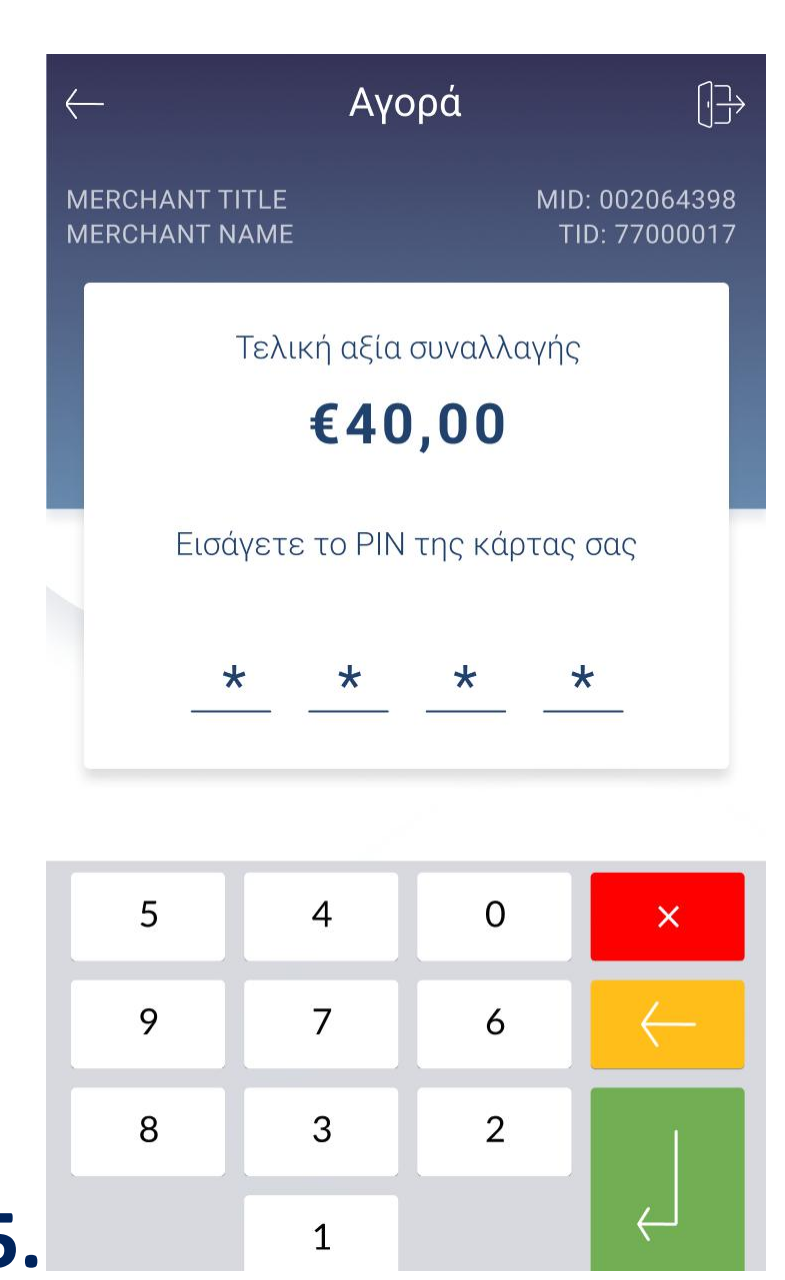 Αγορά
MERCHANT TITLE MID: 002064398
MERCHANT NAME TID: 77000017
Τελική αξία συναλλαγής
€40,00
Εισάγετε το PIN της κάρτας σας
* * * *
5 4 0 ×
9 7 6
8 3 2
1
5.